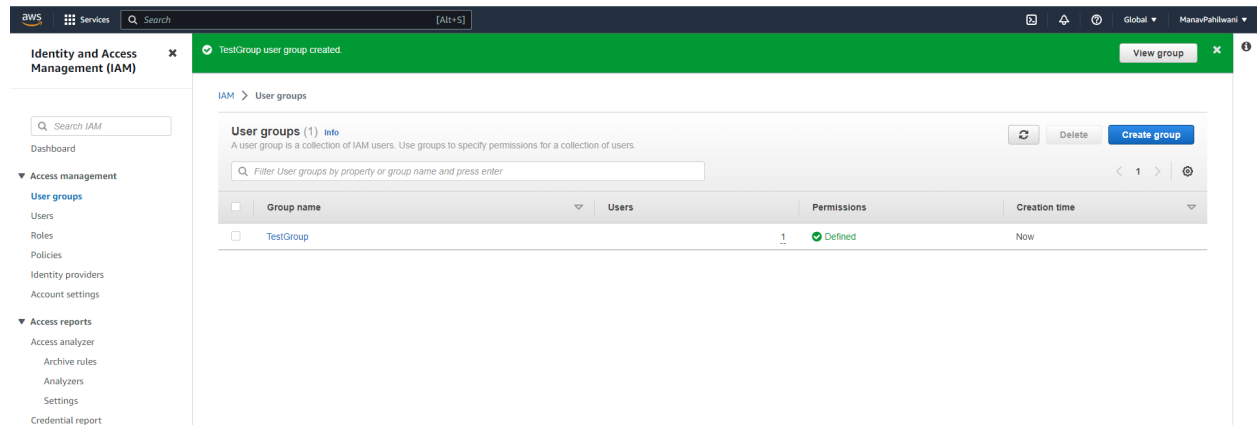 aws Services Search [Alt+S] Global ▼ ManavPahilwani ▼
Identity and Access Management (IAM)
Search IAM
Dashboard
Access management
User groups
Users
Roles
Policies
Identity providers
Account settings
Access reports
Access analyzer
Archive rules
Analyzers
Settings
Credential report
TestGroup user group created.
View group
IAM > User groups
User groups (1) Info
A user group is a collection of IAM users. Use groups to specify permissions for a collection of users.
Delete
Create group
Filter User groups by property or group name and press enter
< 1 >
Group name Users Permissions Creation time
TestGroup 1 Defined Now